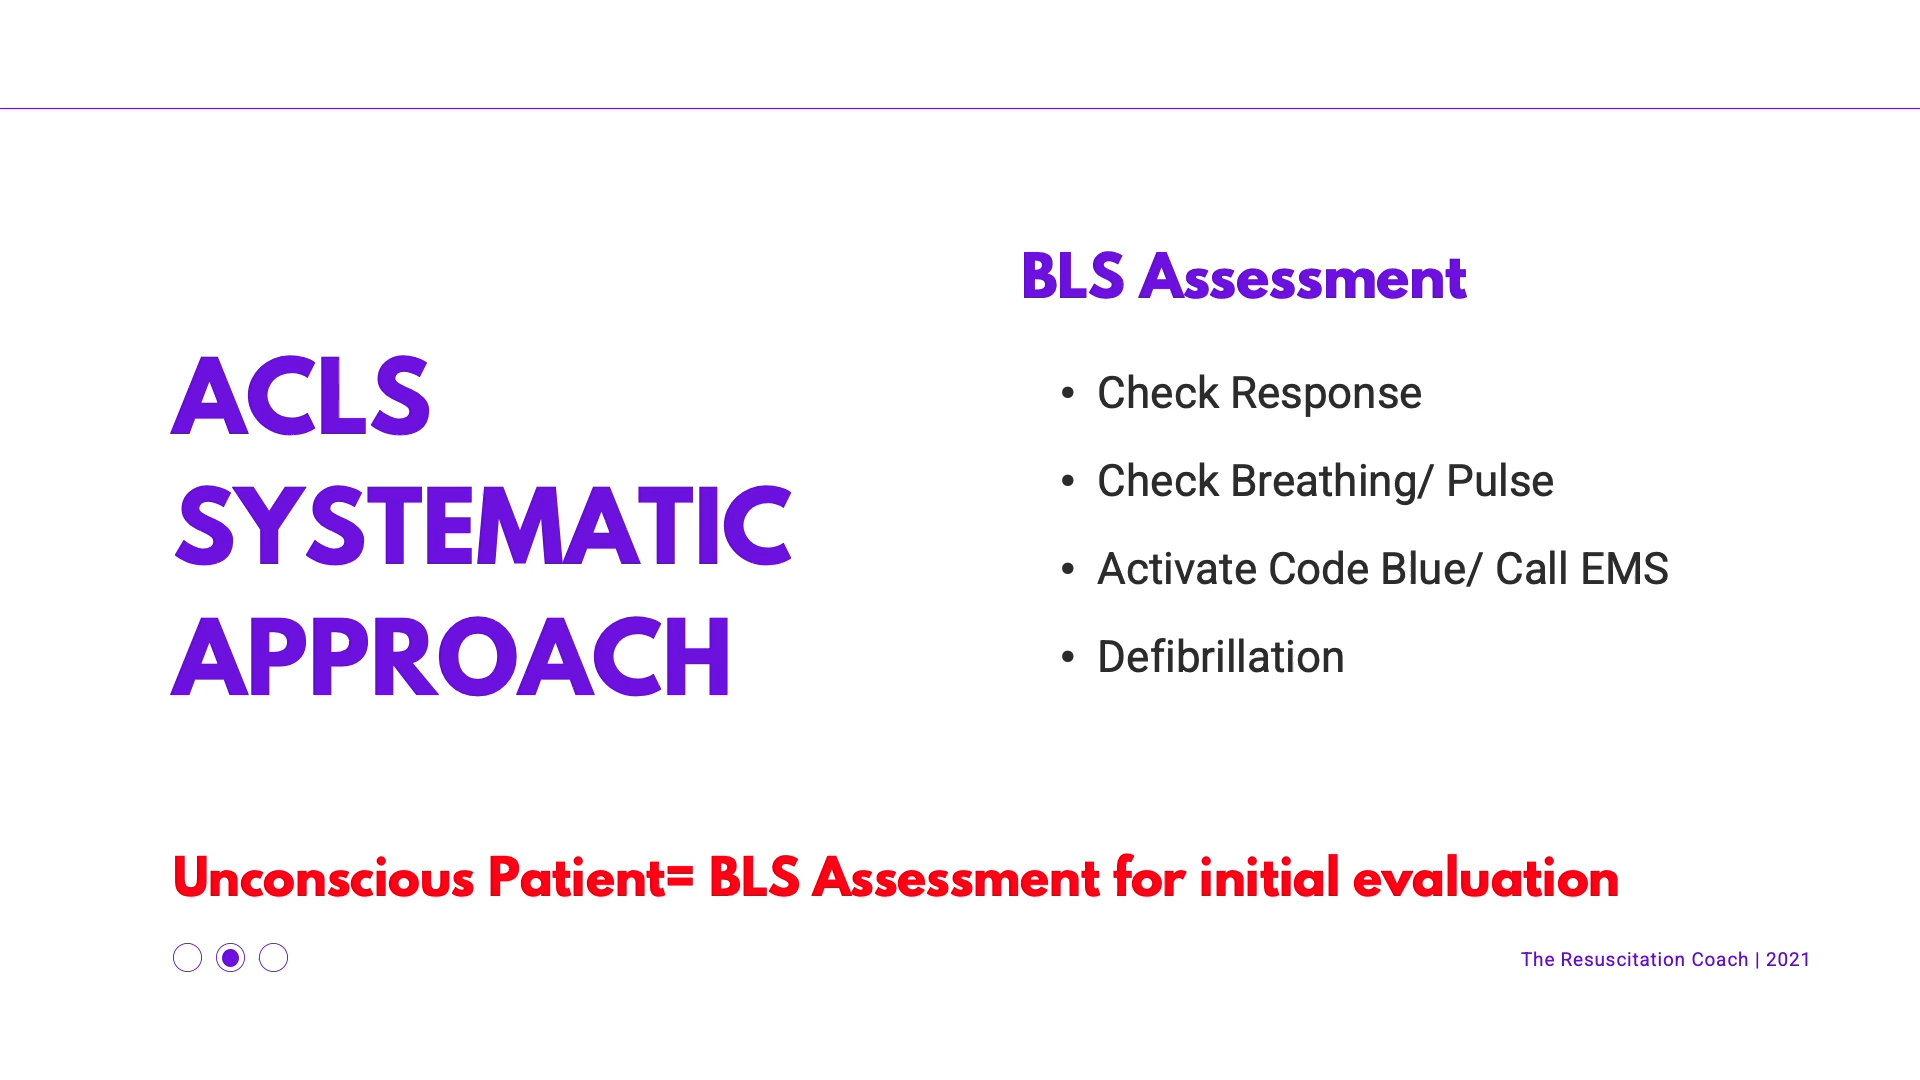 ACLS
SYSTEMATIC
APPROACH
BLS Assessment
• Check Response
• Check Breathing/ Pulse
• Activate Code Blue/ Call EMS
• Defibrillation
Unconscious Patient= BLS Assessment for initial evaluation
The Resuscitation Coach | 2021